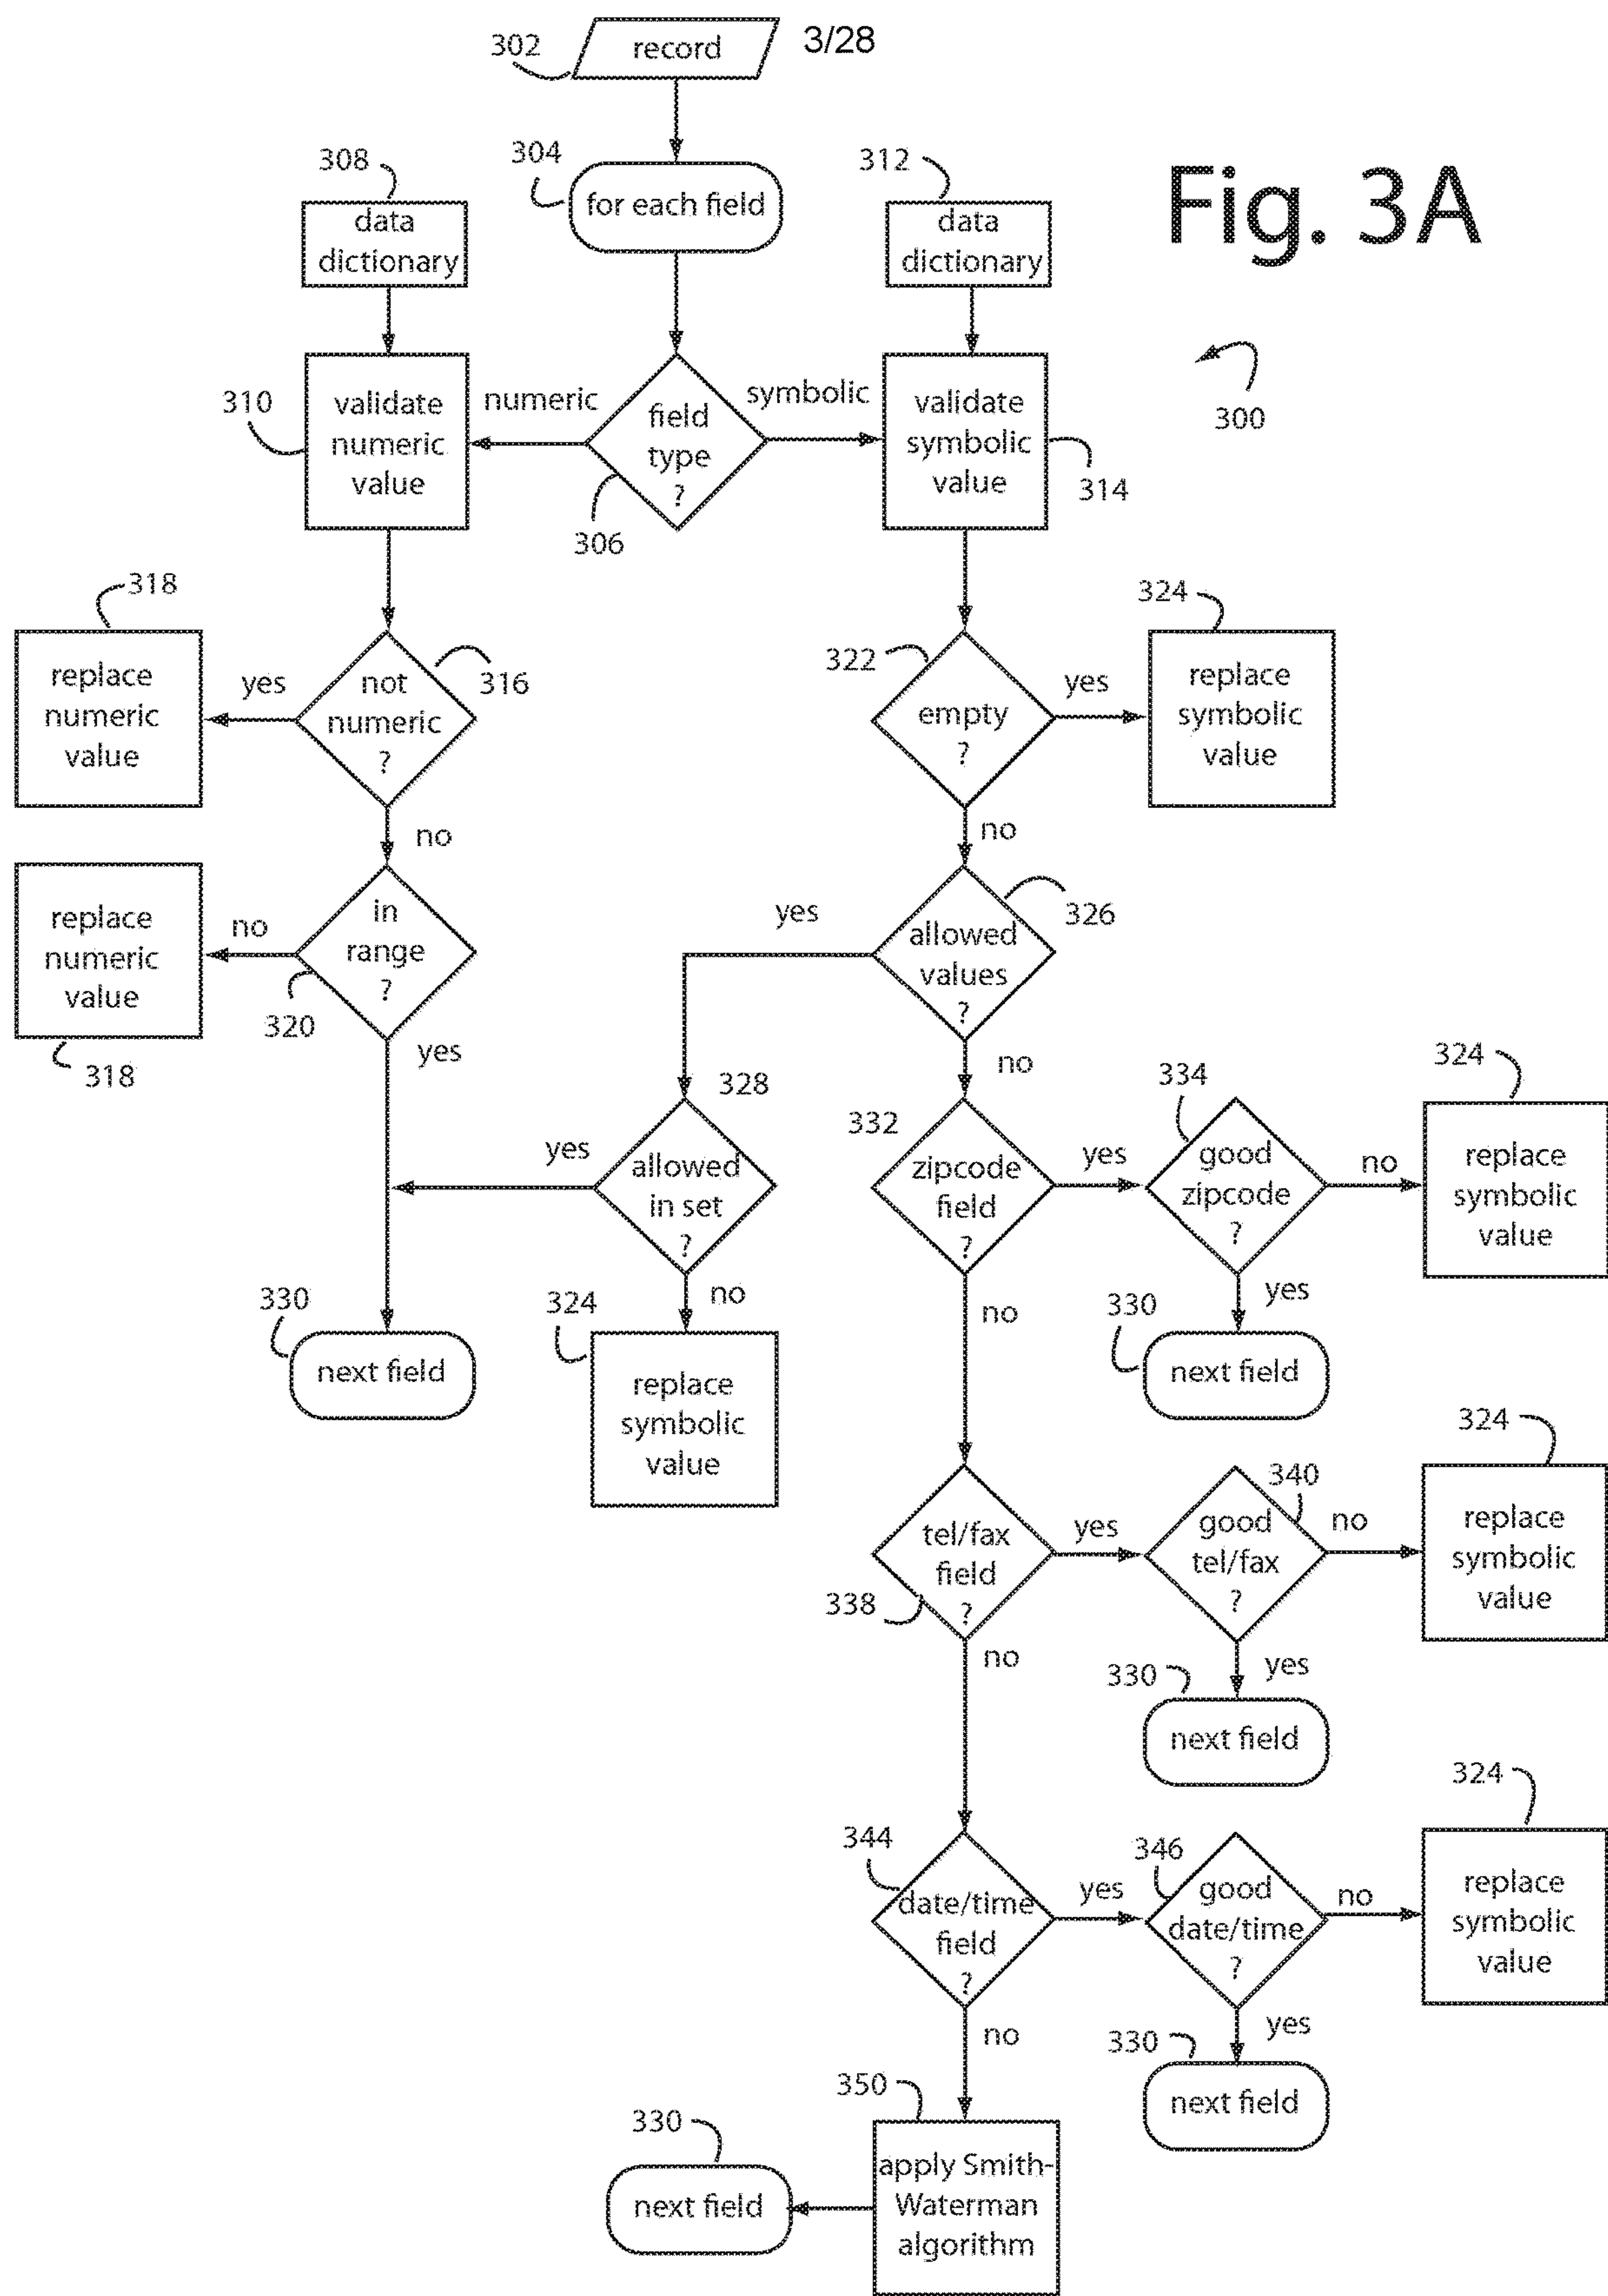 302
record
3/28
304
for each field
308
data
dictionary
312
data
dictionary
Fig. 3A
300
310
validate
numeric
value
numeric
field
type
?
306
symbolic
validate
symbolic
value
314
318
replace
numeric
value
yes
not
numeric
?
316
no
322
empty
?
yes
324
replace
symbolic
value
no
replace
numeric
value
318
no
in
range
?
320
yes
yes
allowed
values
?
326
no
328
allowed
in set
?
yes
no
330
next field
324
replace
symbolic
value
332
zipcode
field
?
yes
334
good
zipcode
?
no
324
replace
symbolic
value
yes
330
next field
no
tel/fax
field
?
338
yes
340
good
tel/fax
?
no
324
replace
symbolic
value
yes
330
next field
no
344
date/time
field
?
yes
346
good
date/time
?
no
324
replace
symbolic
value
yes
330
next field
no
350
apply Smith-
Waterman
algorithm
330
next field